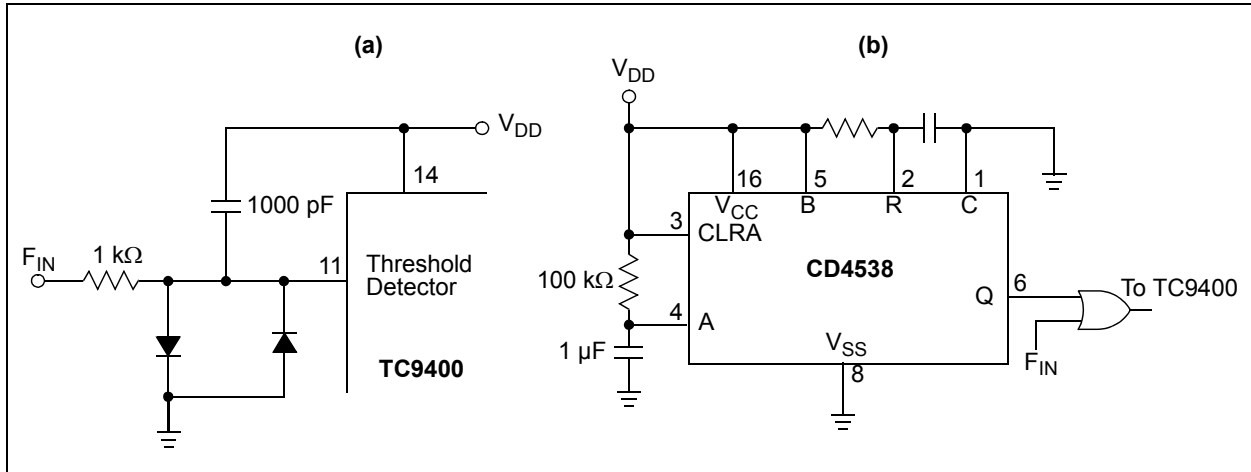 (a)
V_DD
14
1000 pF
F_IN
1 kΩ
11
Threshold
Detector
TC9400
(b)
V_DD
16
5
2
1
V_CC
B
R
C
3
CLRA
CD4538
100 kΩ
4
A
Q
6
To TC9400
1 µF
V_SS
8
F_IN